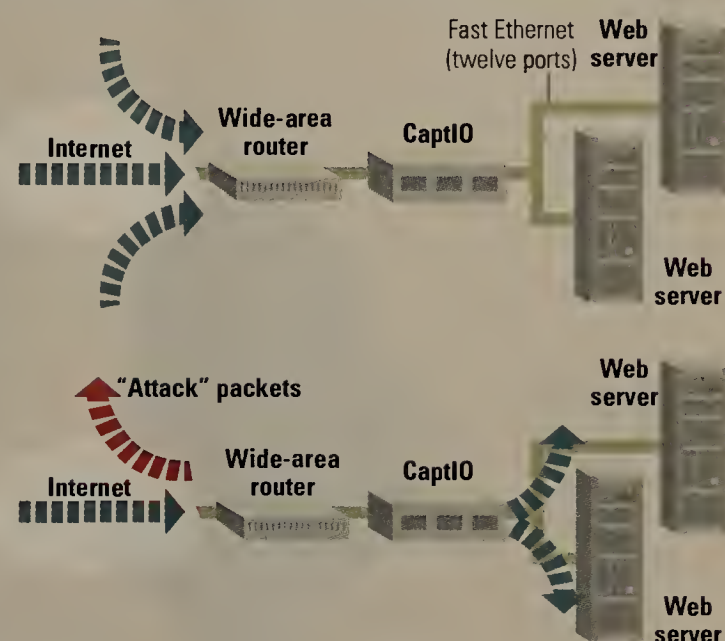 Fast Ethernet
(twelve ports)
Web
server
Wide-area
router
CaptIO
Internet
Web
server
"Attack" packets
Web
server
Wide-area
router
CaptIO
Internet
Web
server